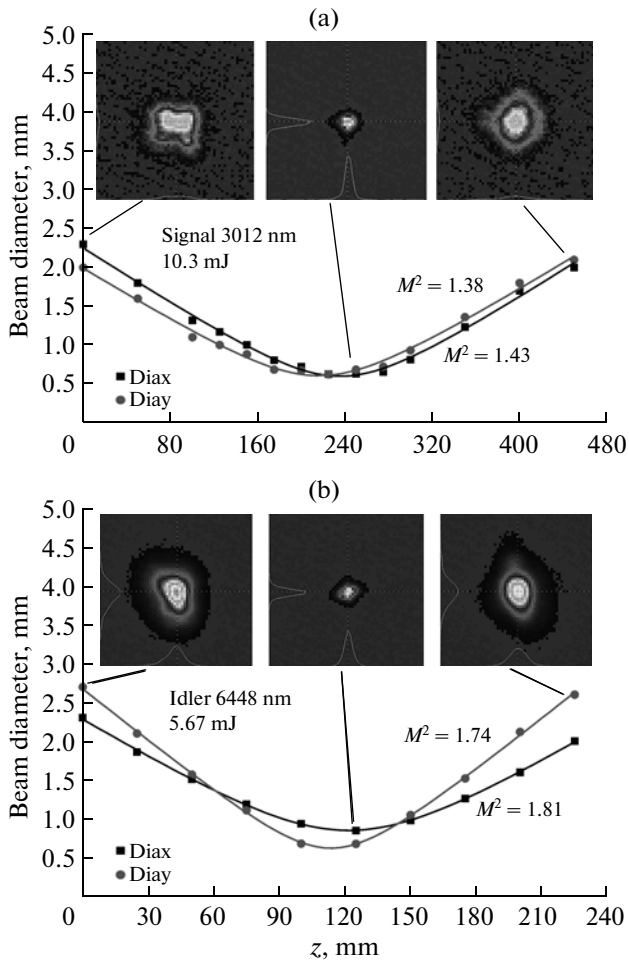 (a)
5.0
4.5
4.0
3.5
3.0
2.5
2.0
1.5
1.0
0.5
0
Beam diameter, mm
Signal 3012 nm
10.3 mJ
M² = 1.38
M² = 1.43
Diax
Diay
80 160 240 320 400 480
(b)
5.0
4.5
4.0
3.5
3.0
2.5
2.0
1.5
1.0
0.5
0
Beam diameter, mm
Idler 6448 nm
5.67 mJ
M² = 1.74
M² = 1.81
Diax
Diay
30 60 90 120 150 180 210 240
z, mm